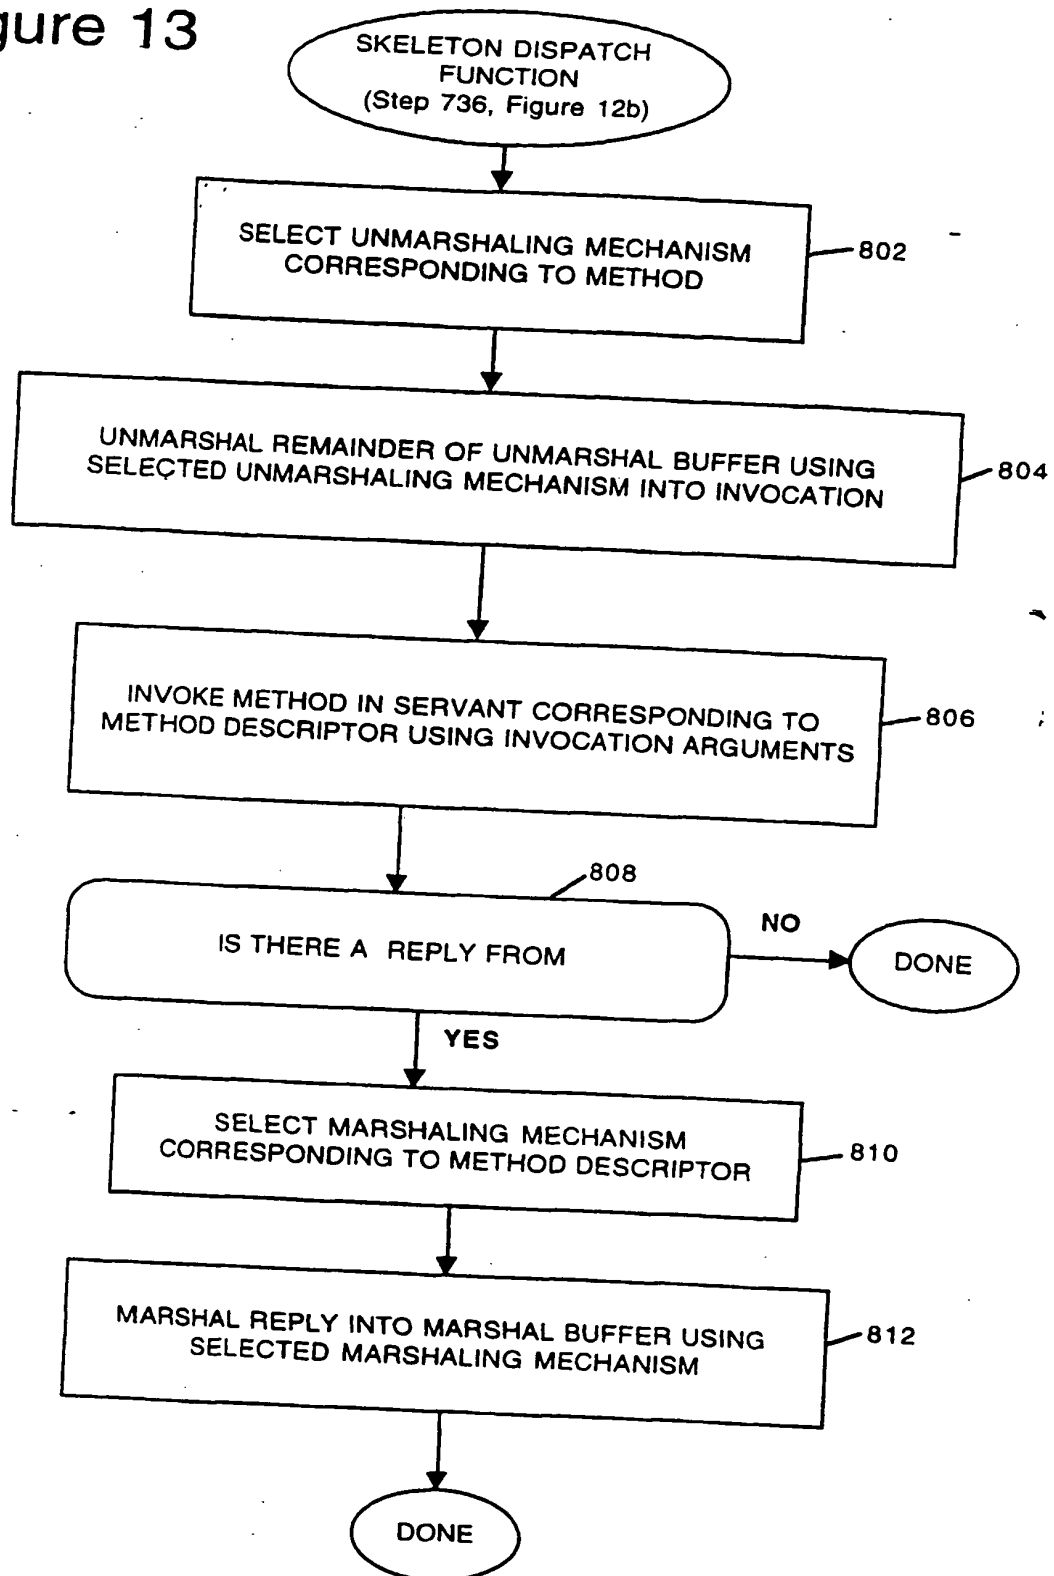 gure 13
SKELETON DISPATCH
FUNCTION
(Step 736, Figure 12b)
SELECT UNMARSHALING MECHANISM
CORRESPONDING TO METHOD
802
UNMARSHAL REMAINDER OF UNMARSHAL BUFFER USING
SELECTED UNMARSHALING MECHANISM INTO INVOCATION
804
INVOKE METHOD IN SERVANT CORRESPONDING TO
METHOD DESCRIPTOR USING INVOCATION ARGUMENTS
806
808
IS THERE A REPLY FROM
NO
DONE
YES
SELECT MARSHALING MECHANISM
CORRESPONDING TO METHOD DESCRIPTOR
810
MARSHAL REPLY INTO MARSHAL BUFFER USING
SELECTED MARSHALING MECHANISM
812
DONE